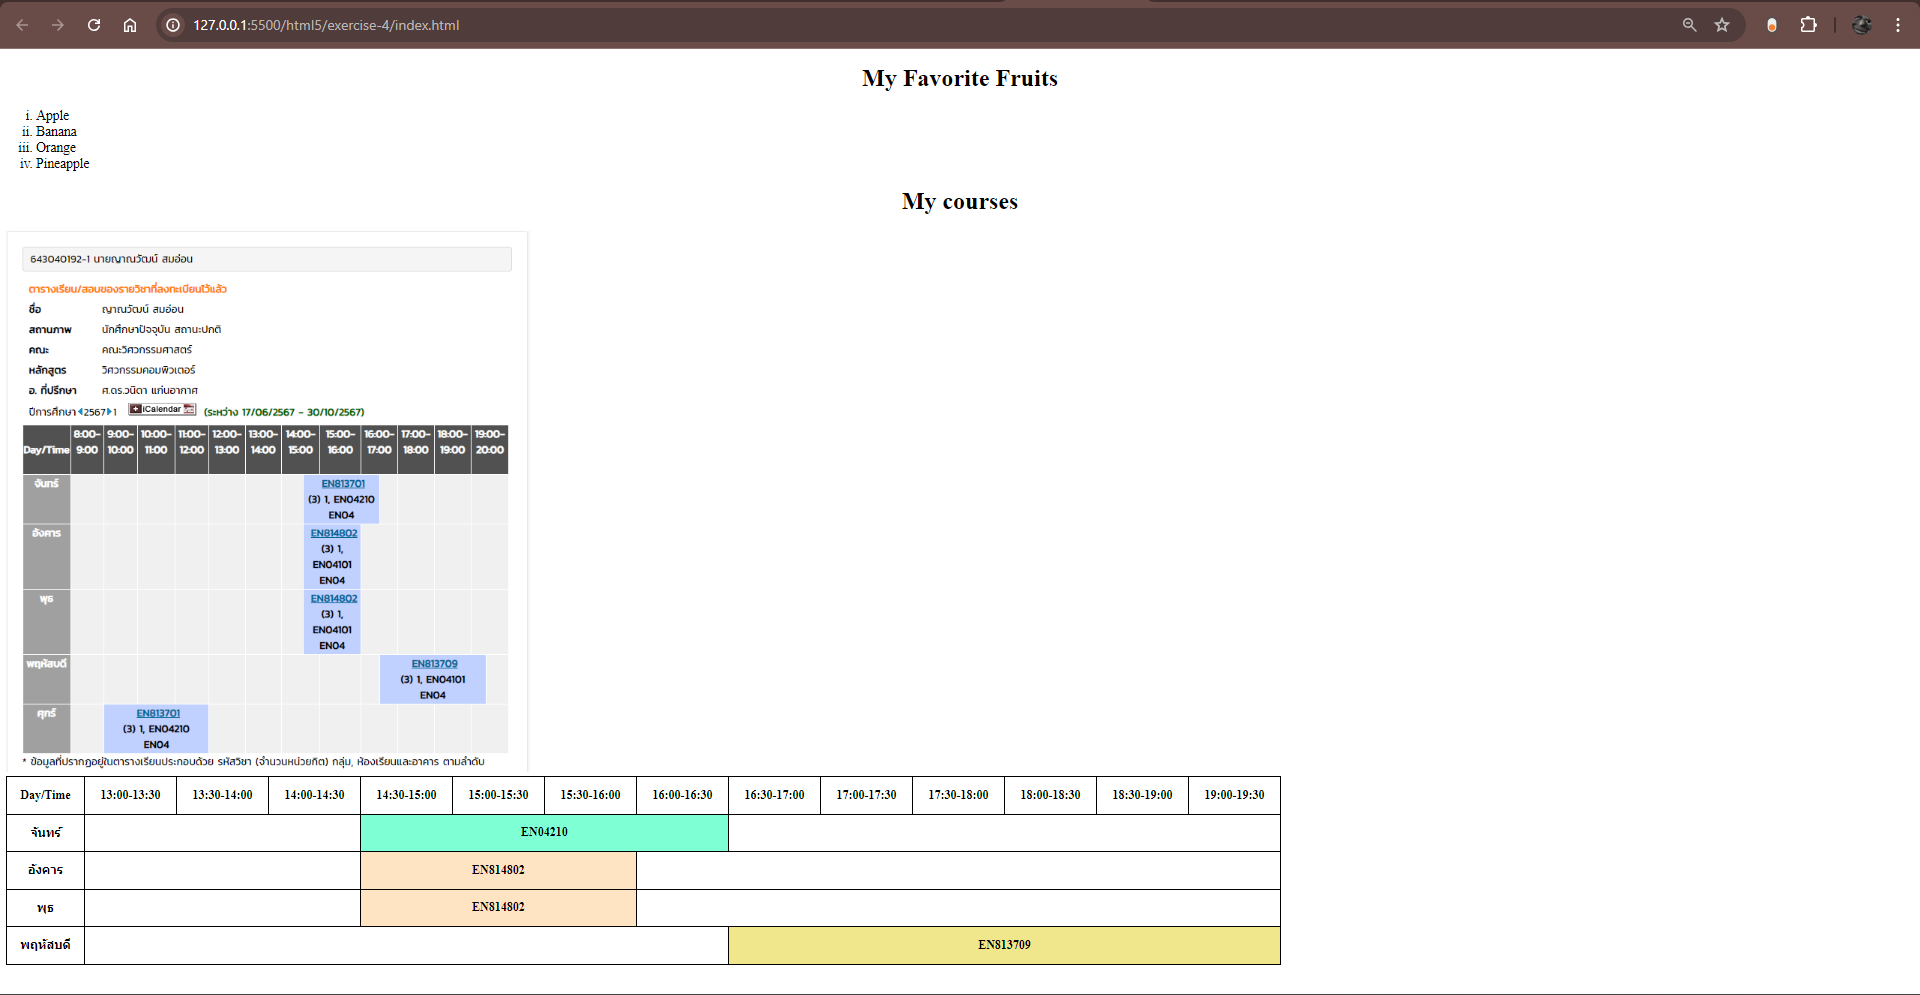 127.0.0.1:5500/html5/exercise-4/index.html
My Favorite Fruits
i. Apple
ii. Banana
iii. Orange
iv. Pineapple
My courses
643040192-1 นายญาณวัฒน์ สมอ่อน
ตารางเรียน/สอบของรายวิชาที่ลงทะเบียนไว้แล้ว
ชื่อ ญาณวัฒน์ สมอ่อน
สถานภาพ นักศึกษาปัจจุบัน สถานะปกติ
คณะ คณะวิศวกรรมศาสตร์
หลักสูตร วิศวกรรมคอมพิวเตอร์
อ. ที่ปรึกษา ศ.ดร.วนิดา แก่นอากาศ
ปีการศึกษา 2567 1 iCalendar (ระหว่าง 17/06/2567 - 30/10/2567)
Day/Time 8:00-9:00 9:00-10:00 10:00-11:00 11:00-12:00 12:00-13:00 13:00-14:00 14:00-15:00 15:00-16:00 16:00-17:00 17:00-18:00 18:00-19:00 19:00-20:00
จันทร์ EN813701
(3) 1, EN04210
EN04
อังคาร EN814802
(3) 1,
EN04101
EN04
พุธ EN814802
(3) 1,
EN04101
EN04
พฤหัสบดี EN813709
(3) 1, EN04101
EN04
ศุกร์ EN813701
(3) 1, EN04210
EN04
* ข้อมูลที่ปรากฏอยู่ในตารางเรียนประกอบด้วย รหัสวิชา (จำนวนหน่วยกิต) กลุ่ม, ห้องเรียนและอาคาร ตามลำดับ
Day/Time 13:00-13:30 13:30-14:00 14:00-14:30 14:30-15:00 15:00-15:30 15:30-16:00 16:00-16:30 16:30-17:00 17:00-17:30 17:30-18:00 18:00-18:30 18:30-19:00 19:00-19:30
จันทร์ EN04210
อังคาร EN814802
พุธ EN814802
พฤหัสบดี EN813709